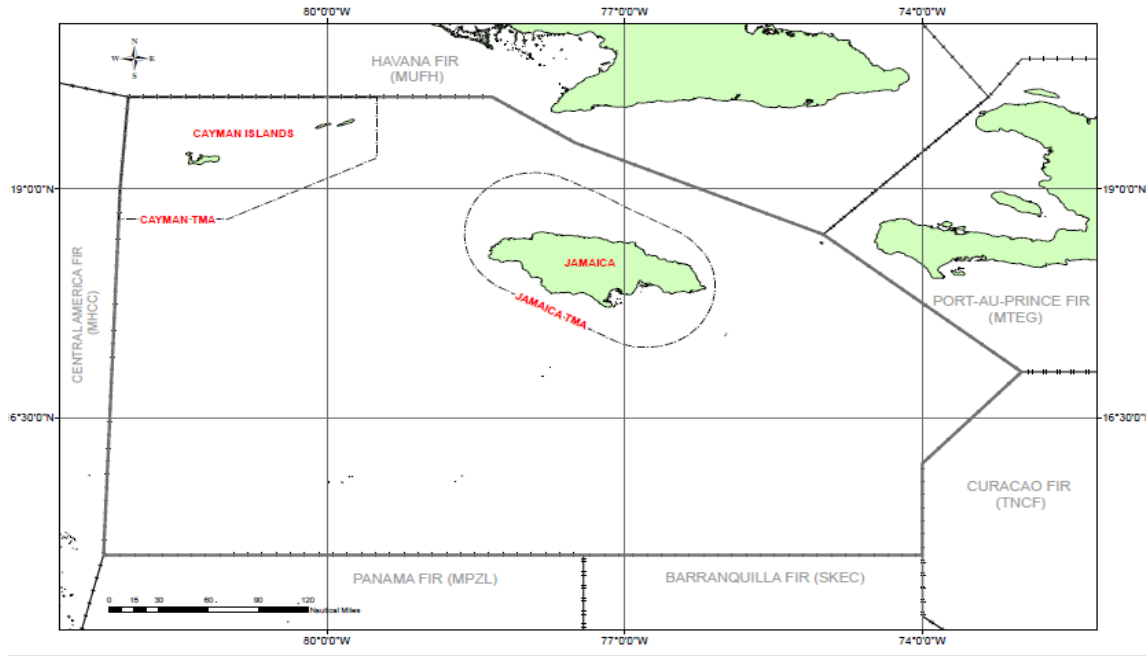 80°0'0"W 77°0'0"W 74°0'0"W
N
W E
S
HAVANA FIR
(MUFH)
CAYMAN ISLANDS
19°0'0"N 19°0'0"N
CAYMAN TMA
JAMAICA
JAMAICA TMA
CENTRAL AMERICA FIR
(MHCC)
PORT-AU-PRINCE FIR
(MTEG)
6°30'0"N 16°30'0"N
CURACAO FIR
(TNCF)
PANAMA FIR (MPZL) BARRANQUILLA FIR (SKEC)
0 15 30 60 90 120
Nautical Miles
80°0'0"W 77°0'0"W 74°0'0"W